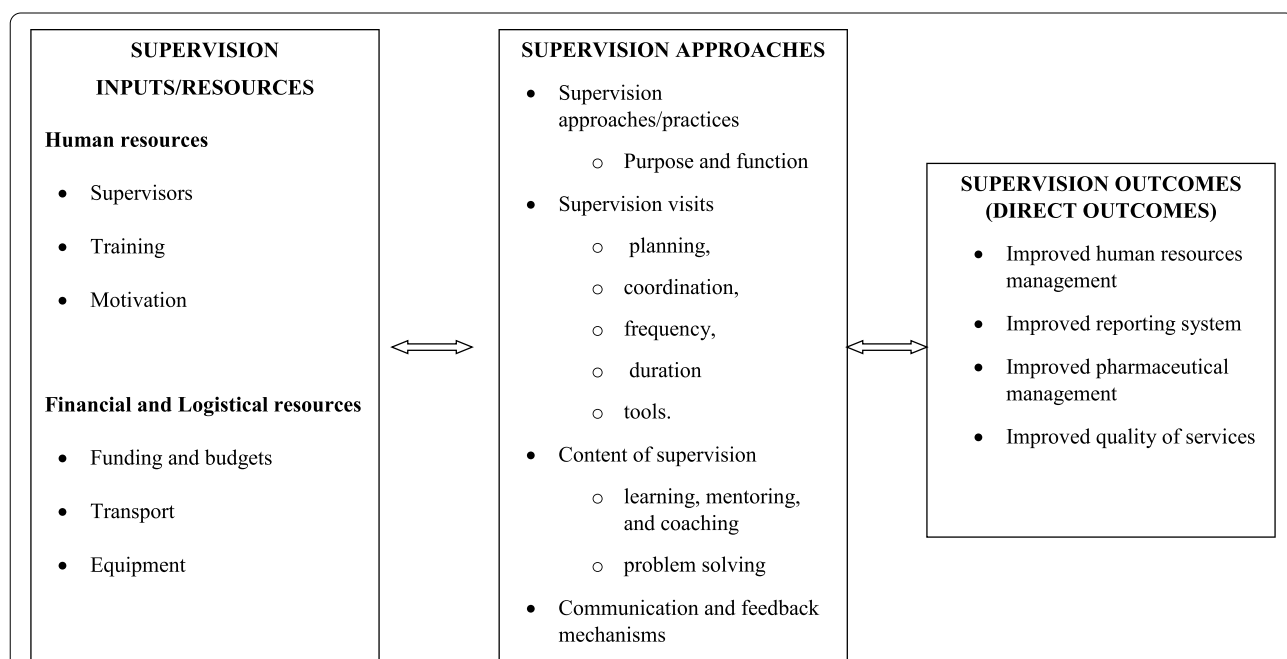 SUPERVISION
INPUTS/RESOURCES
Human resources
• Supervisors
• Training
• Motivation
Financial and Logistical resources
• Funding and budgets
• Transport
• Equipment
SUPERVISION APPROACHES
• Supervision
approaches/practices
o Purpose and function
• Supervision visits
o planning,
o coordination,
o frequency,
o duration
o tools.
• Content of supervision
o learning, mentoring,
and coaching
o problem solving
• Communication and feedback
mechanisms
SUPERVISION OUTCOMES
(DIRECT OUTCOMES)
• Improved human resources
management
• Improved reporting system
• Improved pharmaceutical
management
• Improved quality of services